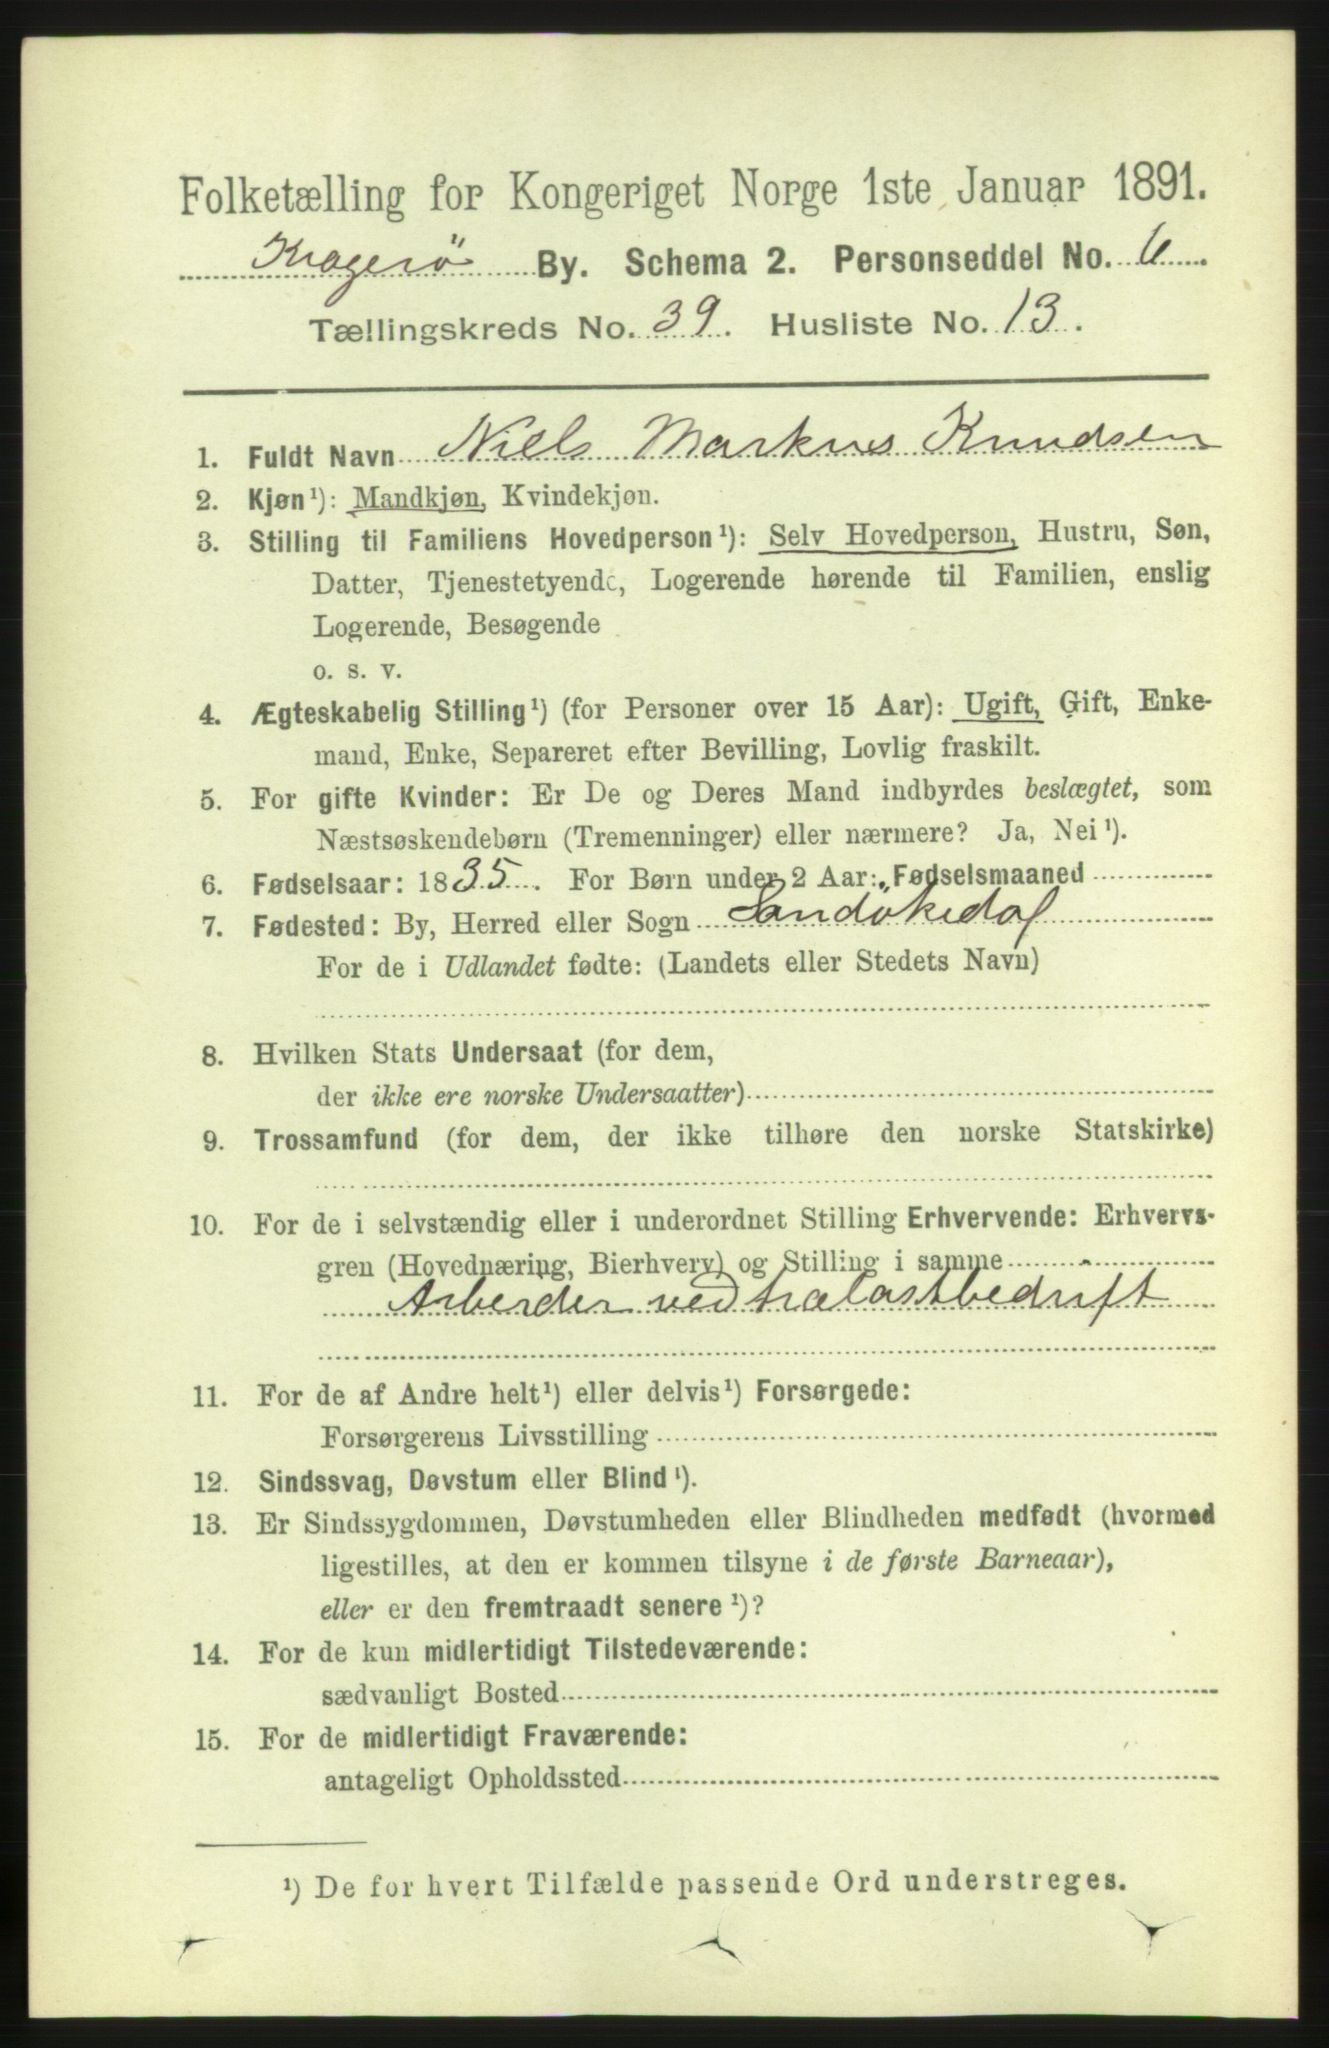 Folketælling for Kongeriget Norge 1ste Januar 1891.
Kragerö By. Schema 2. Personseddel No. 6.
Tællingskreds No. 39. Husliste No. 13.
1. Fuldt Navn Niels Markus Knudsen
2. Kjøn¹): Mandkjøn, Kvindekjøn.
3. Stilling til Familiens Hovedperson¹): Selv Hovedperson, Hustru, Søn,
Datter, Tjenestetyende, Logerende hørende til Familien, enslig
Logerende, Besøgende
o. s. v.
4. Ægteskabelig Stilling¹) (for Personer over 15 Aar): Ugift, Gift, Enke-
mand, Enke, Separeret efter Bevilling, Lovlig fraskilt.
5. For gifte Kvinder: Er De og Deres Mand indbyrdes beslægtet, som
Næstsøskendebørn (Tremenninger) eller nærmere? Ja, Nei¹).
6. Fødselsaar: 1835. For Børn under 2 Aar: Fødselsmaaned
7. Fødested: By, Herred eller Sogn Sandökedal
For de i Udlandet fødte: (Landets eller Stedets Navn)
8. Hvilken Stats Undersaat (for dem,
der ikke ere norske Undersaatter)
9. Trossamfund (for dem, der ikke tilhøre den norske Statskirke)
10. For de i selvstændig eller i underordnet Stilling Erhvervende: Erhvervs-
gren (Hovednæring, Bierhverv) og Stilling i samme
Arbeider ved trælastbedrift
11. For de af Andre helt¹) eller delvis¹) Forsørgede:
Forsørgerens Livsstilling
12. Sindssvag, Døvstum eller Blind¹).
13. Er Sindssygdommen, Døvstumheden eller Blindheden medfødt (hvormed
ligestilles, at den er kommen tilsyne i de første Barneaar),
eller er den fremtraadt senere¹)?
14. For de kun midlertidigt Tilstedeværende:
sædvanligt Bosted
15. For de midlertidigt Fraværende:
antageligt Opholdssted
¹) De for hvert Tilfælde passende Ord understreges.